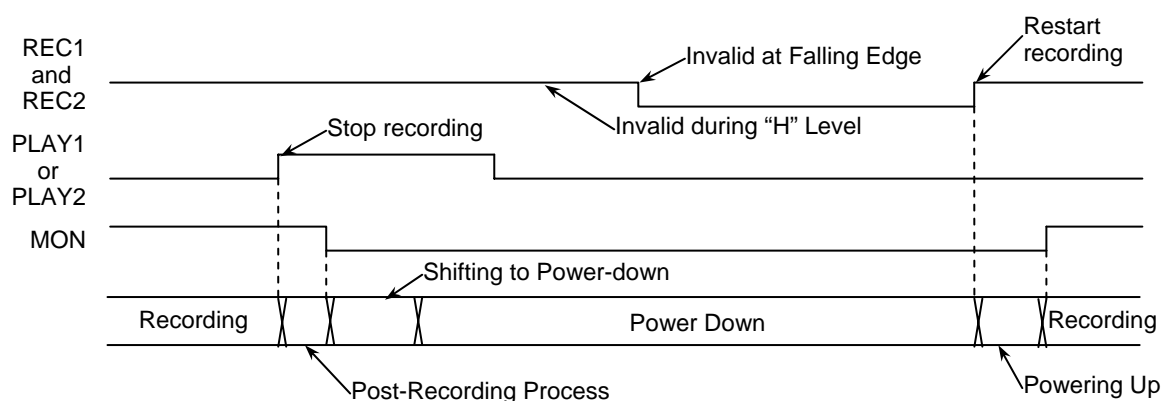 REC1
and
REC2
Invalid at Falling Edge
Restart
recording
Invalid during “H” Level
PLAY1
or
PLAY2
Stop recording
MON
Shifting to Power-down
Recording
Power Down
Recording
Post-Recording Process
Powering Up